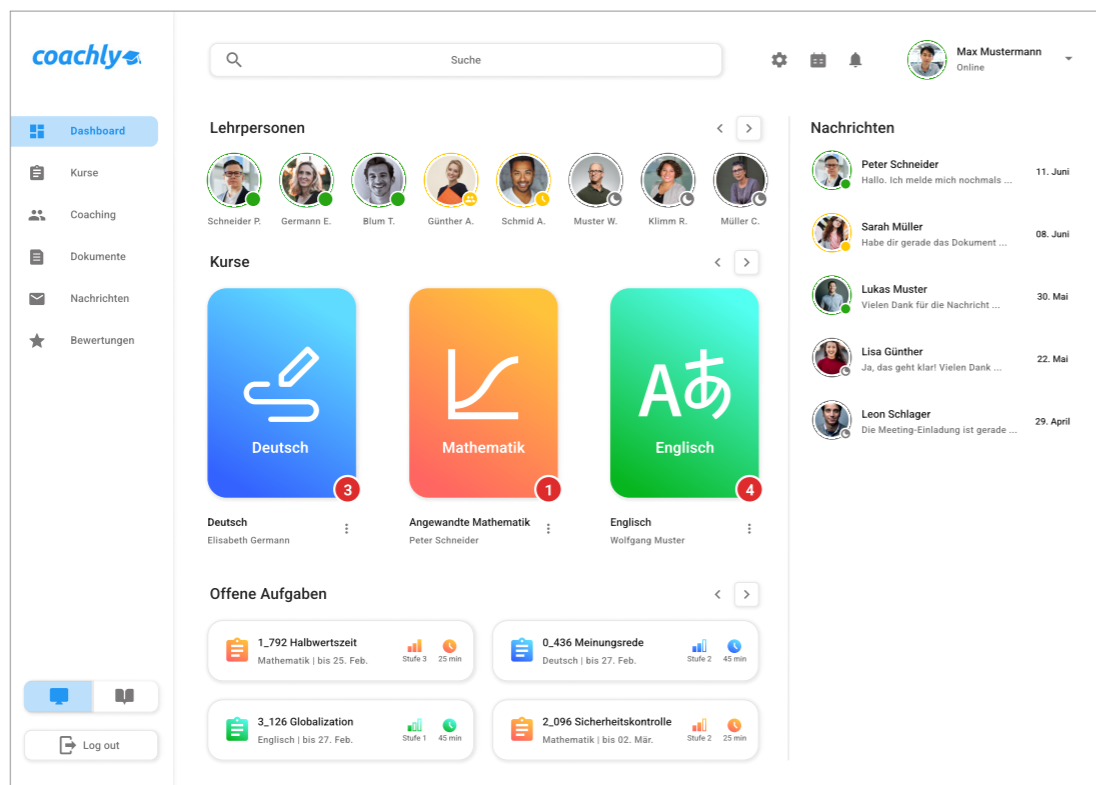 coachly
Suche
Max Mustermann
Online
Dashboard
Kurse
Coaching
Dokumente
Nachrichten
Bewertungen
Log out
Lehrpersonen
Schneider P.
Germann E.
Blum T.
Günther A.
Schmid A.
Muster W.
Klimm R.
Müller C.
Kurse
Deutsch
3
Mathematik
1
Aあ
Englisch
4
Deutsch
Elisabeth Germann
Angewandte Mathematik
Peter Schneider
Englisch
Wolfgang Muster
Offene Aufgaben
1_792 Halbwertszeit
Mathematik | bis 25. Feb.
Stufe 3
25 min
0_436 Meinungsrede
Deutsch | bis 27. Feb.
Stufe 2
45 min
3_126 Globalization
Englisch | bis 27. Feb.
Stufe 1
45 min
2_096 Sicherheitskontrolle
Mathematik | bis 02. Mär.
Stufe 2
25 min
Nachrichten
Peter Schneider
Hallo. Ich melde mich nochmals ...
11. Juni
Sarah Müller
Habe dir gerade das Dokument ...
08. Juni
Lukas Muster
Vielen Dank für die Nachricht ...
30. Mai
Lisa Günther
Ja, das geht klar! Vielen Dank ...
22. Mai
Leon Schlager
Die Meeting-Einladung ist gerade ...
29. April